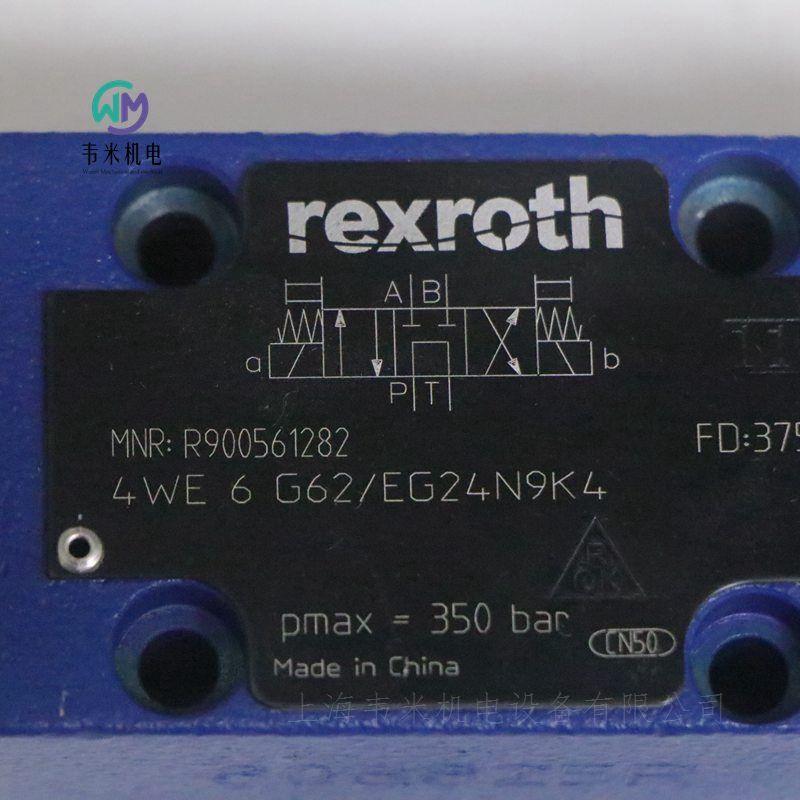 WM
韦米机电
rexroth
A B
a
b
P T
MNR: R900561282
FD:375
4WE 6 G62/EG24N9K4
pmax = 350 bar
CN50
Made in China
上海韦米机电设备有限公司